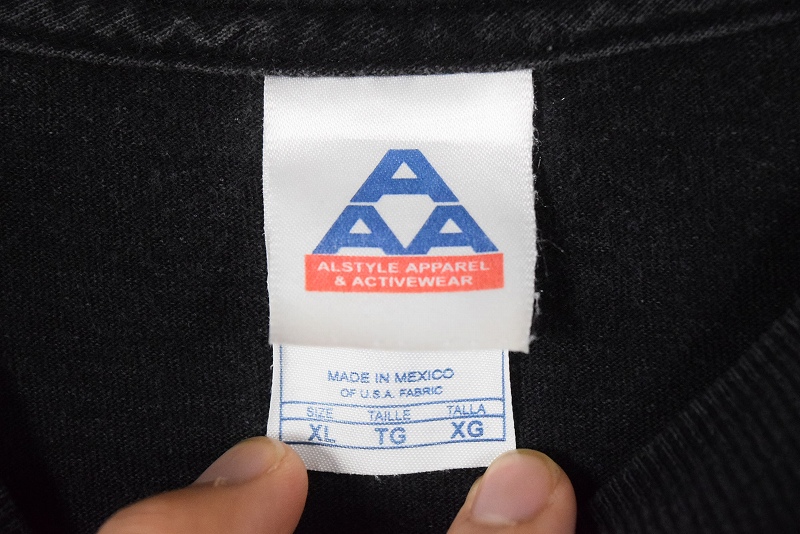 A
A A
ALSTYLE APPAREL
& ACTIVEWEAR
MADE IN MEXICO
OF U.S.A. FABRIC
SIZE TAILLE TALLA
XL TG XG